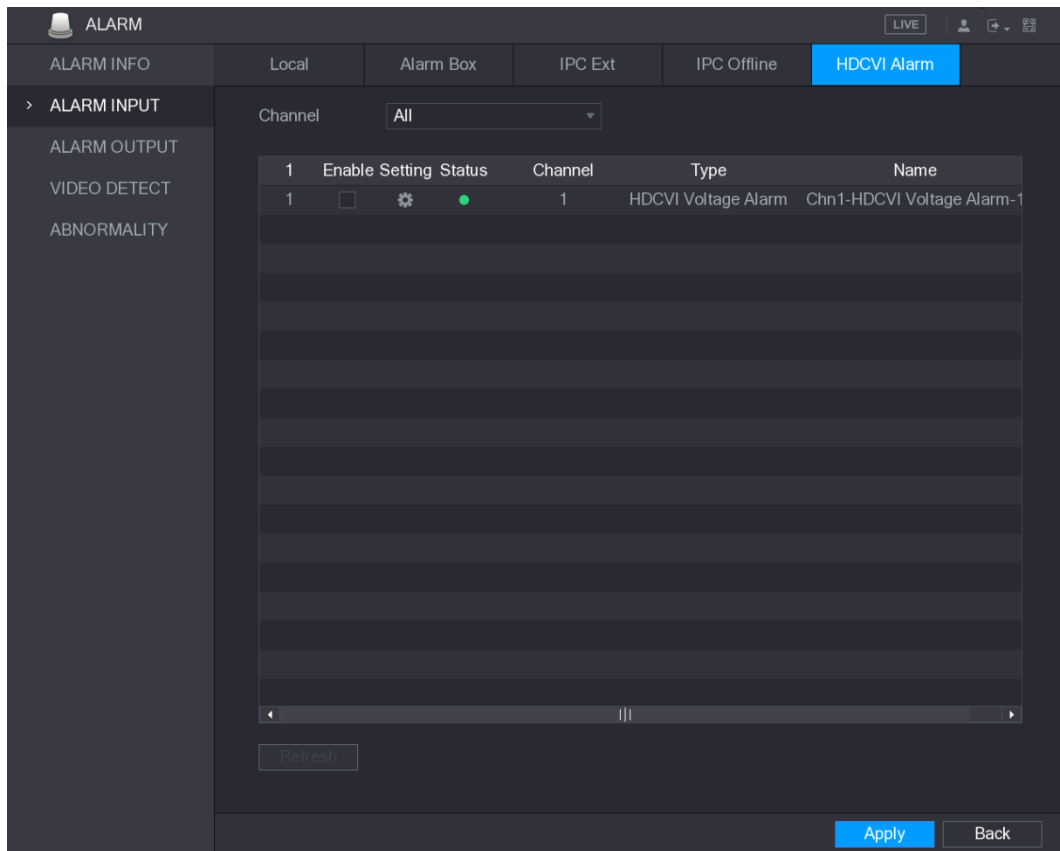 ALARM
LIVE
ALARM INFO
ALARM INPUT
ALARM OUTPUT
VIDEO DETECT
ABNORMALITY
Local Alarm Box IPC Ext IPC Offline HDCVI Alarm
Channel All
1 Enable Setting Status Channel Type Name
1 1 HDCVI Voltage Alarm Chn1-HDCVI Voltage Alarm-1
Refresh
Apply Back